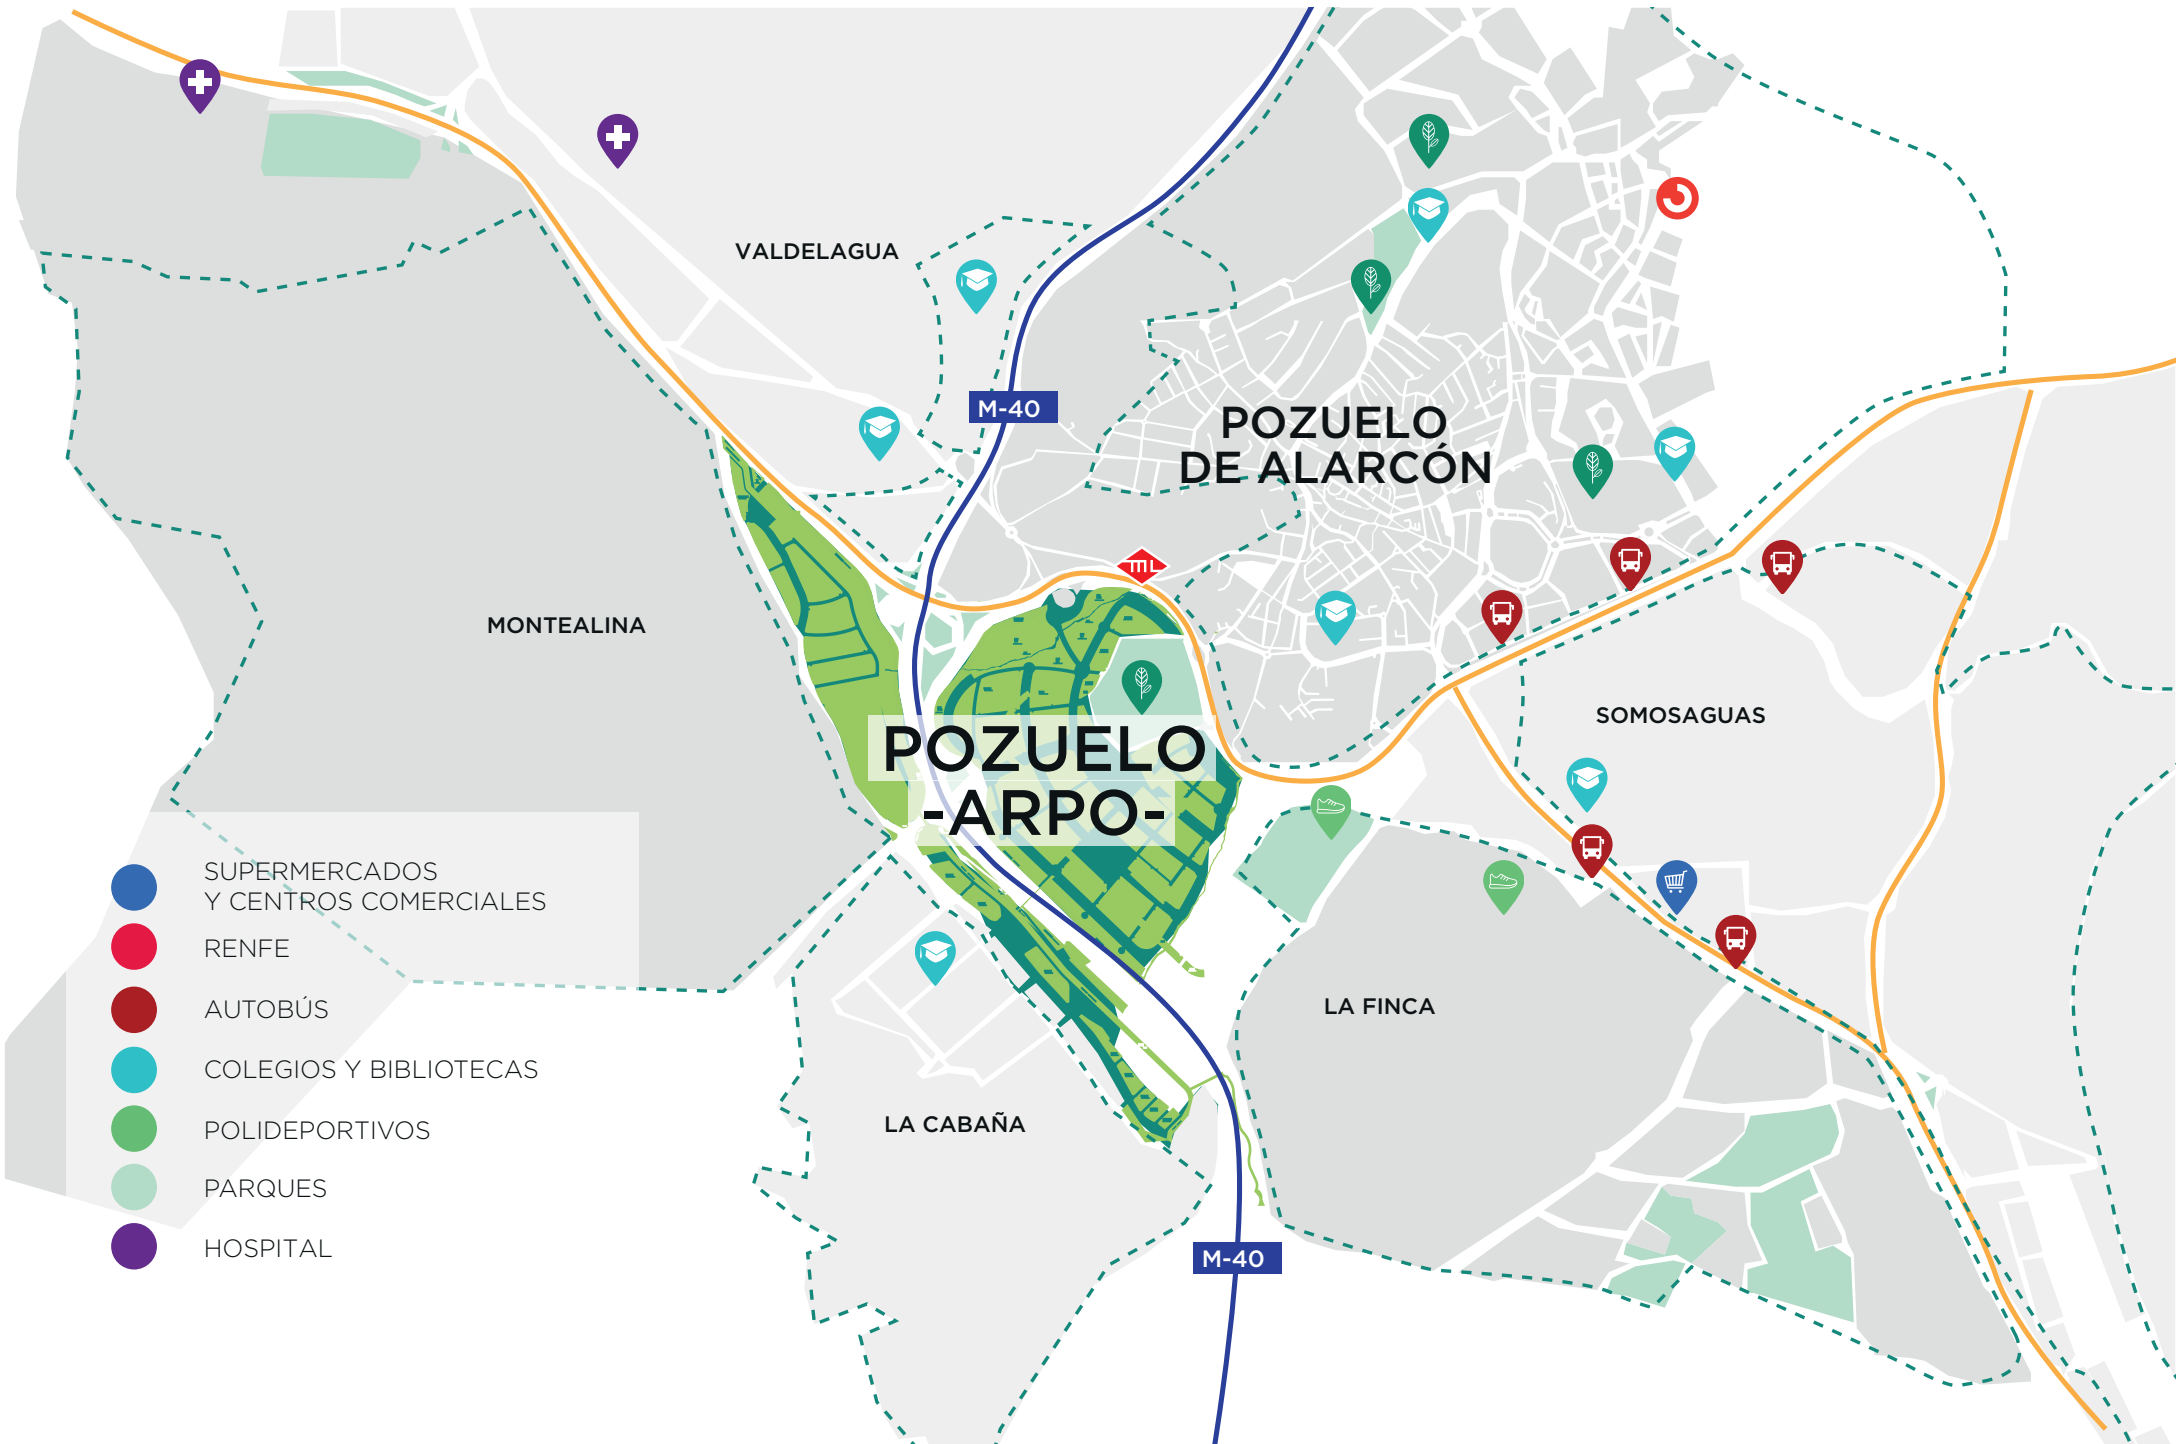 VALDELAGUA
M-40
POZUELO
DE ALARCÓN
ML
MONTEALINA
SOMOSAGUAS
POZUELO
-ARPO-
SUPERMERCADOS
Y CENTROS COMERCIALES
RENFE
AUTOBÚS
COLEGIOS Y BIBLIOTECAS
POLIDEPORTIVOS
PARQUES
HOSPITAL
LA FINCA
LA CABAÑA
M-40